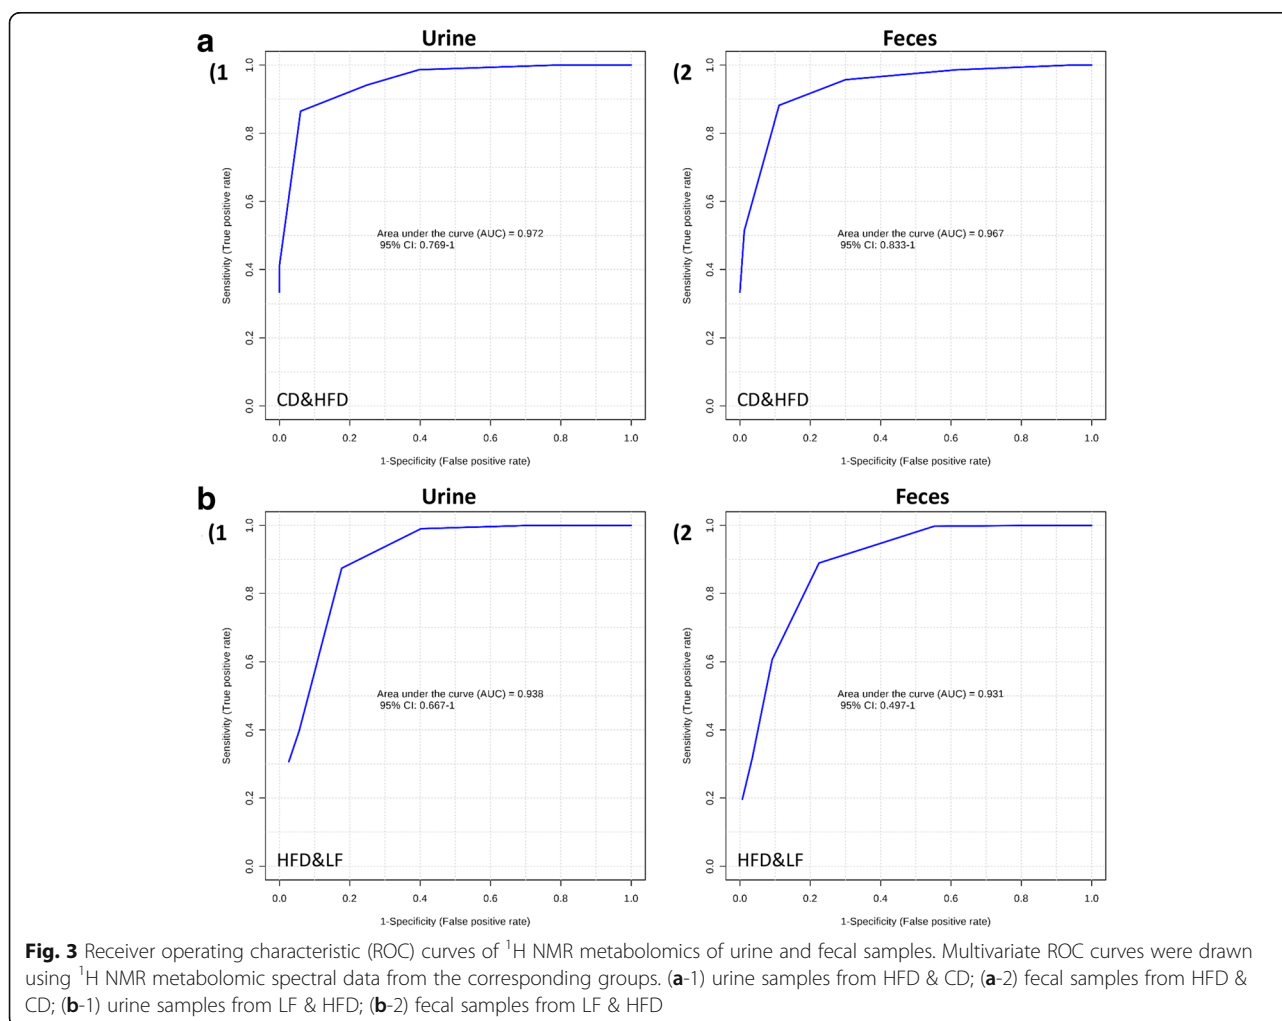 a
Urine
(1
1.0
0.8
0.6
0.4
0.2
0.0
Sensitivity (True positive rate)
Area under the curve (AUC) = 0.972
95% CI: 0.769-1
CD&HFD
0.0 0.2 0.4 0.6 0.8 1.0
1-Specificity (False positive rate)
Feces
(2
1.0
0.8
0.6
0.4
0.2
0.0
Sensitivity (True positive rate)
Area under the curve (AUC) = 0.967
95% CI: 0.833-1
CD&HFD
0.0 0.2 0.4 0.6 0.8 1.0
1-Specificity (False positive rate)
b
Urine
(1
1.0
0.8
0.6
0.4
0.2
0.0
Sensitivity (True positive rate)
Area under the curve (AUC) = 0.938
95% CI: 0.667-1
HFD&LF
0.0 0.2 0.4 0.6 0.8 1.0
1-Specificity (False positive rate)
Feces
(2
1.0
0.8
0.6
0.4
0.2
0.0
Sensitivity (True positive rate)
Area under the curve (AUC) = 0.931
95% CI: 0.497-1
HFD&LF
0.0 0.2 0.4 0.6 0.8 1.0
1-Specificity (False positive rate)
Fig. 3 Receiver operating characteristic (ROC) curves of ¹H NMR metabolomics of urine and fecal samples. Multivariate ROC curves were drawn
using ¹H NMR metabolomic spectral data from the corresponding groups. (a-1) urine samples from HFD & CD; (a-2) fecal samples from HFD &
CD; (b-1) urine samples from LF & HFD; (b-2) fecal samples from LF & HFD